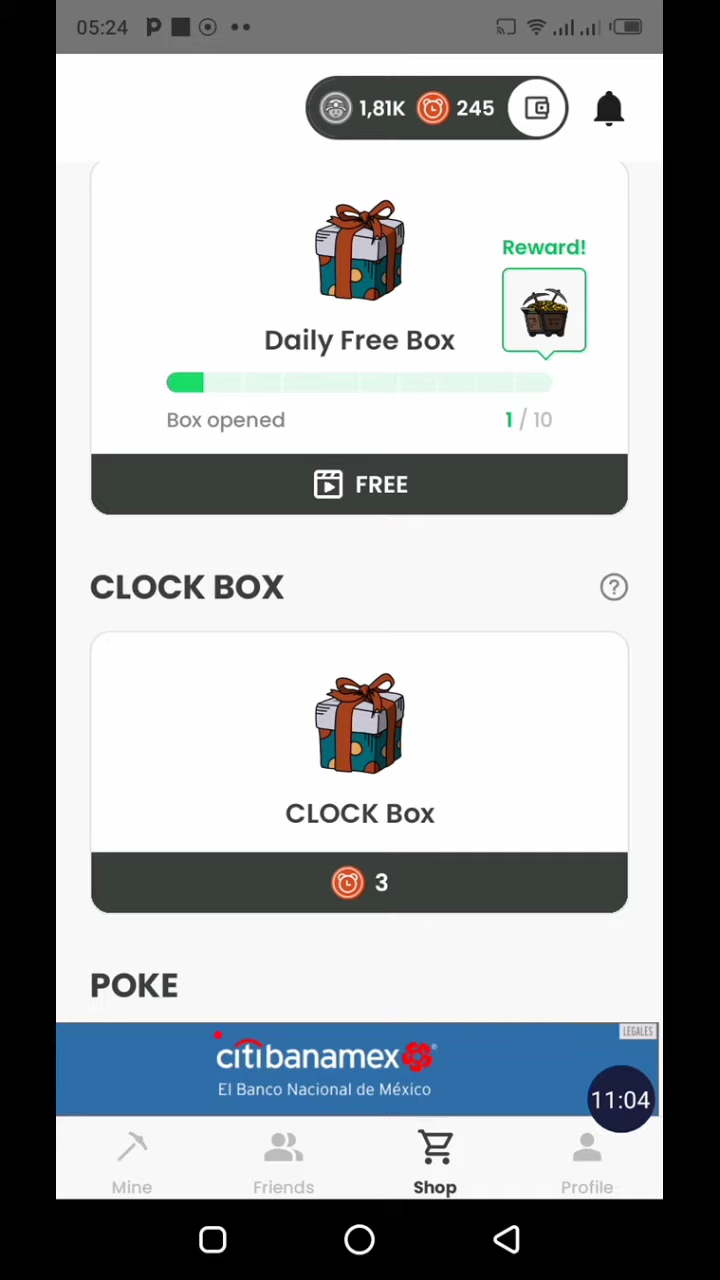 05:24
1,81K 245
Reward!
Daily Free Box
Box opened 1 / 10
FREE
CLOCK BOX ?
CLOCK Box
3
POKE
LEGALES
citibanamex
El Banco Nacional de México
11:04
Mine Friends Shop Profile